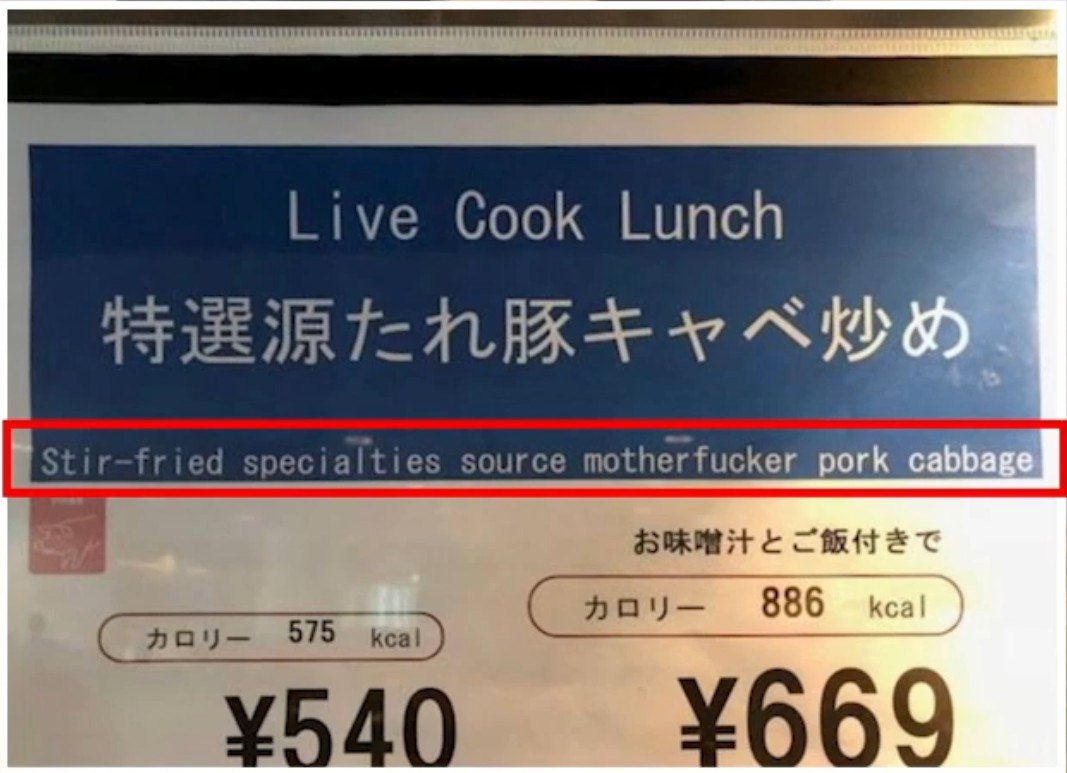 Live Cook Lunch
特選源たれ豚キャベ炒め
Stir-fried specialties source motherfucker pork cabbage
お味噌汁とご飯付きで
カロリー 886 kcal
カロリー 575 kcal
¥540
¥669